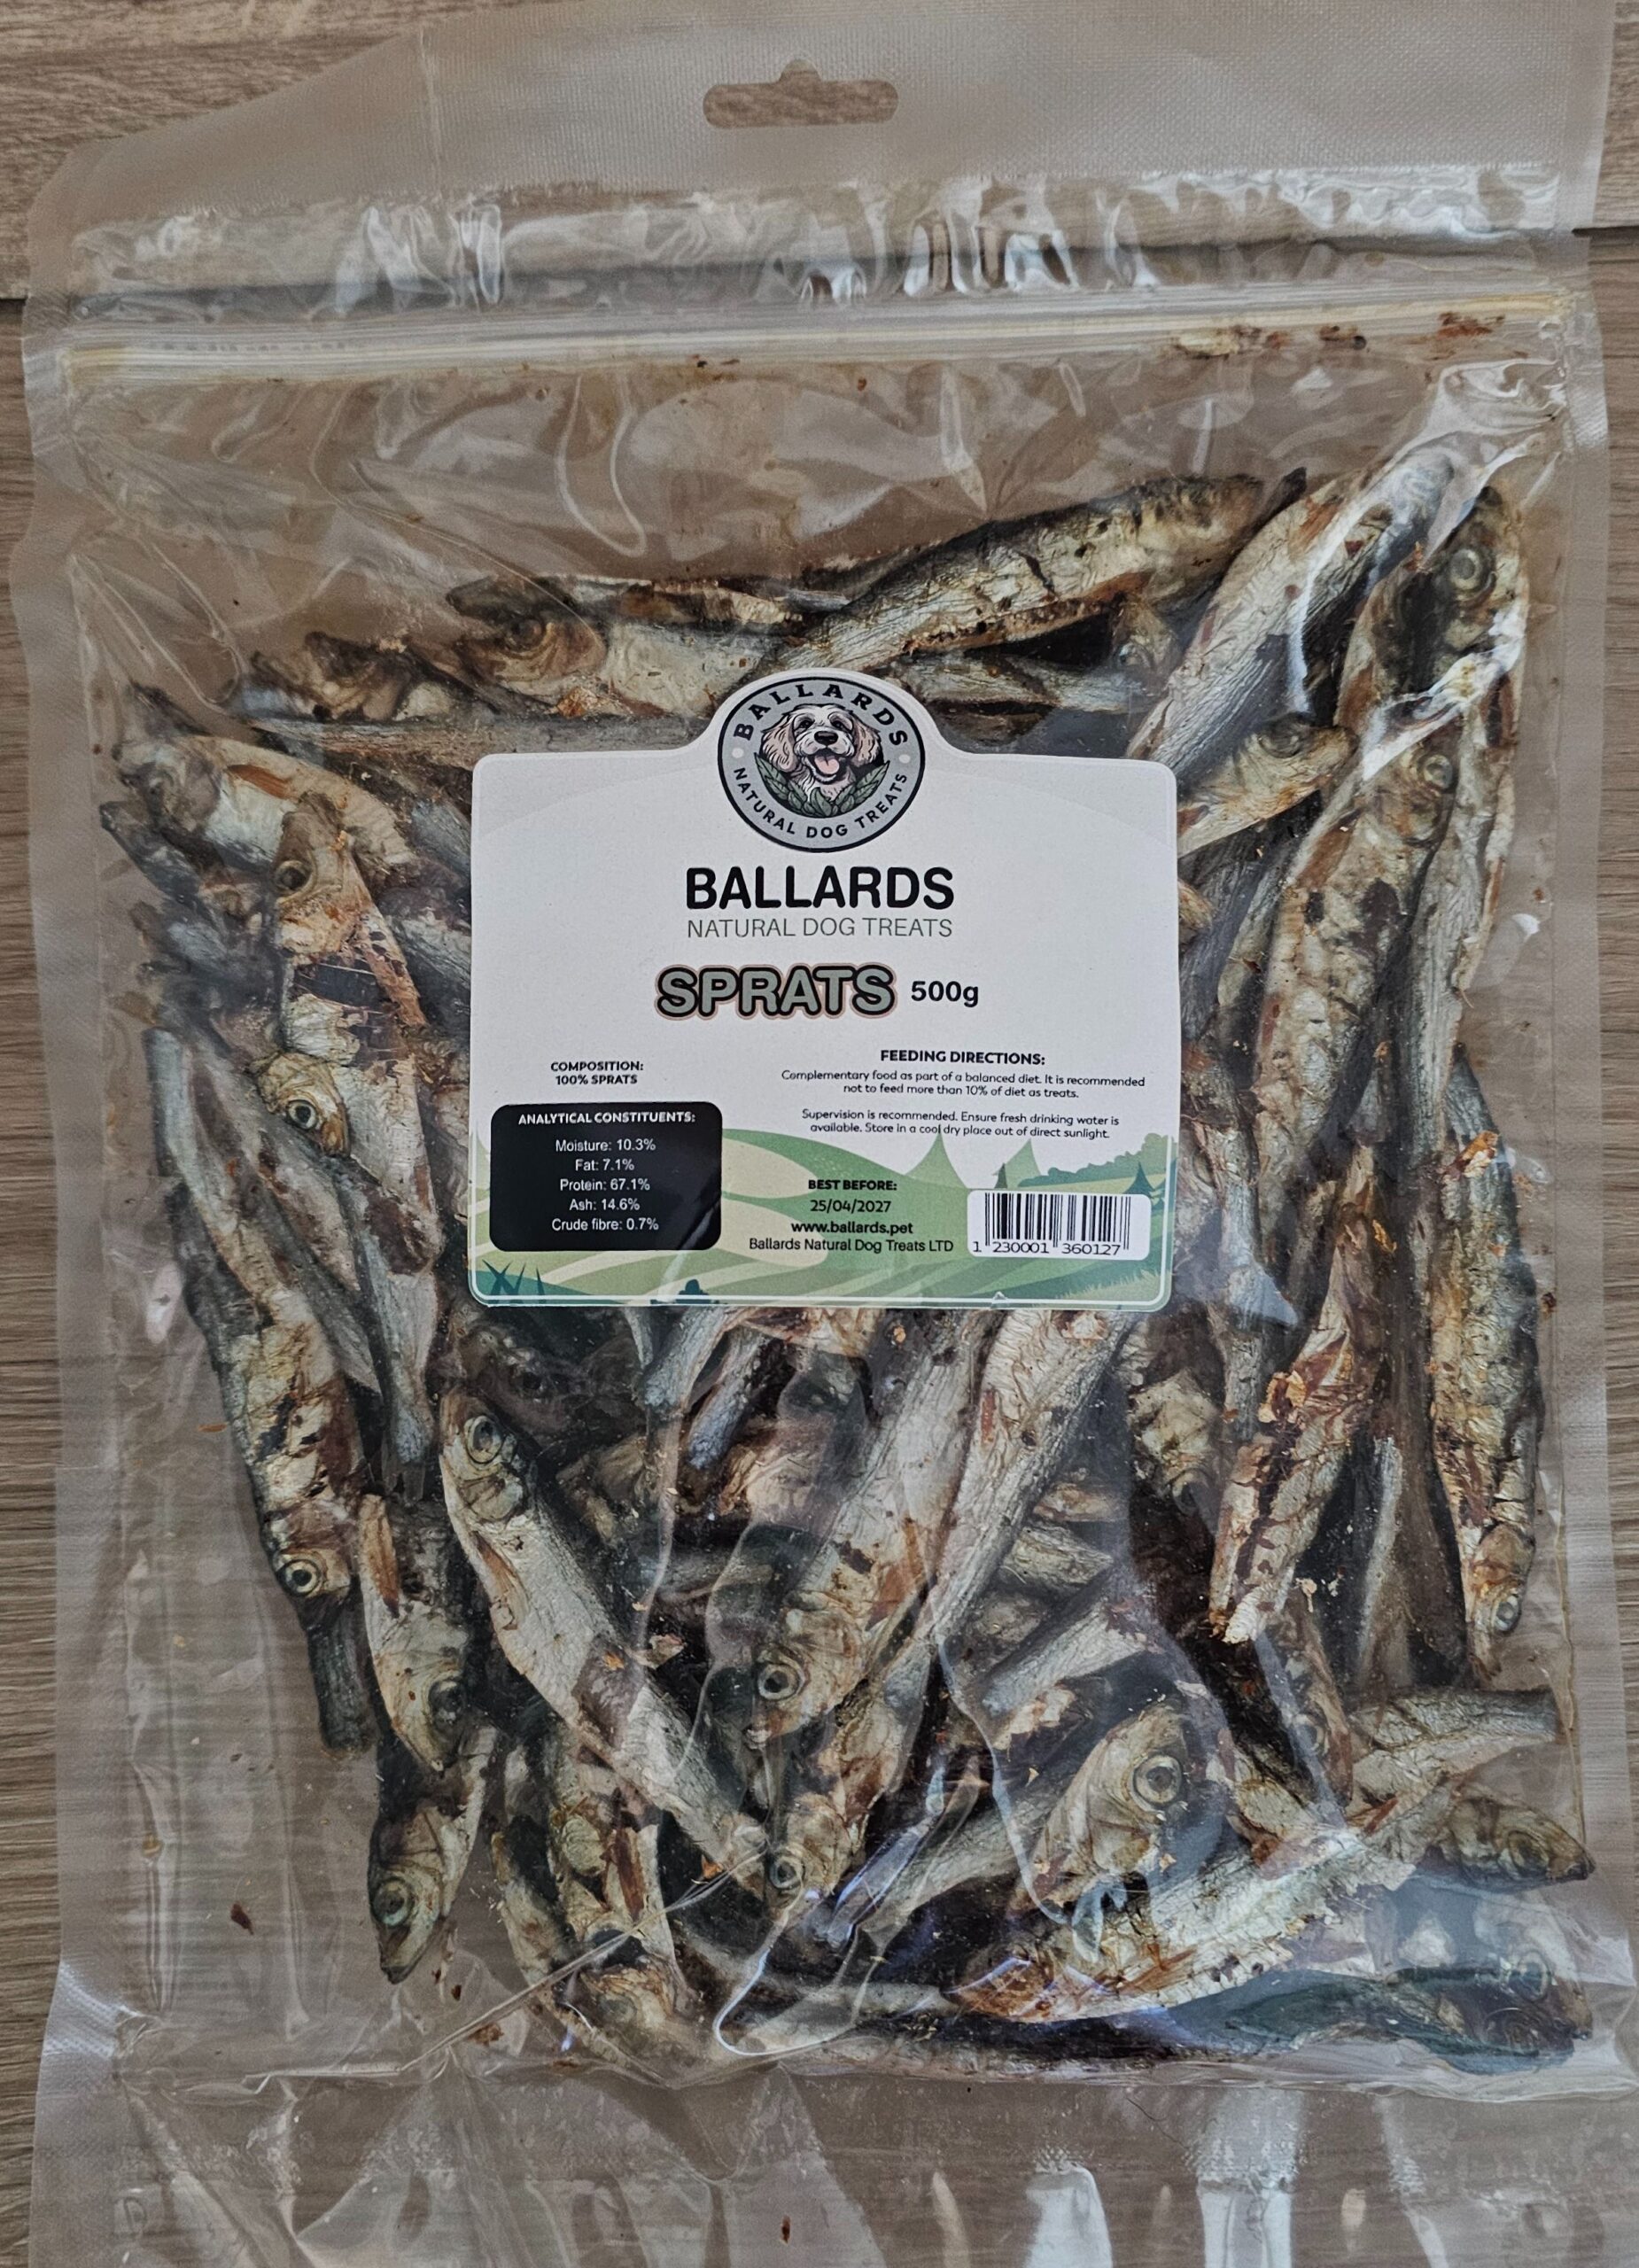 BALLARDS
NATURAL DOG TREATS
BALLARDS
NATURAL DOG TREATS
SPRATS 500g
COMPOSITION:
100% SPRATS
ANALYTICAL CONSTITUENTS:
Moisture: 10.3%
Fat: 7.1%
Protein: 67.1%
Ash: 14.6%
Crude fibre: 0.7%
FEEDING DIRECTIONS:
Complementary food as part of a balanced diet. It is recommended
not to feed more than 10% of diet as treats.
Supervision is recommended. Ensure fresh drinking water is
available. Store in a cool dry place out of direct sunlight.
BEST BEFORE:
25/04/2027
www.ballards.pet
Ballards Natural Dog Treats LTD
1 230001 360127